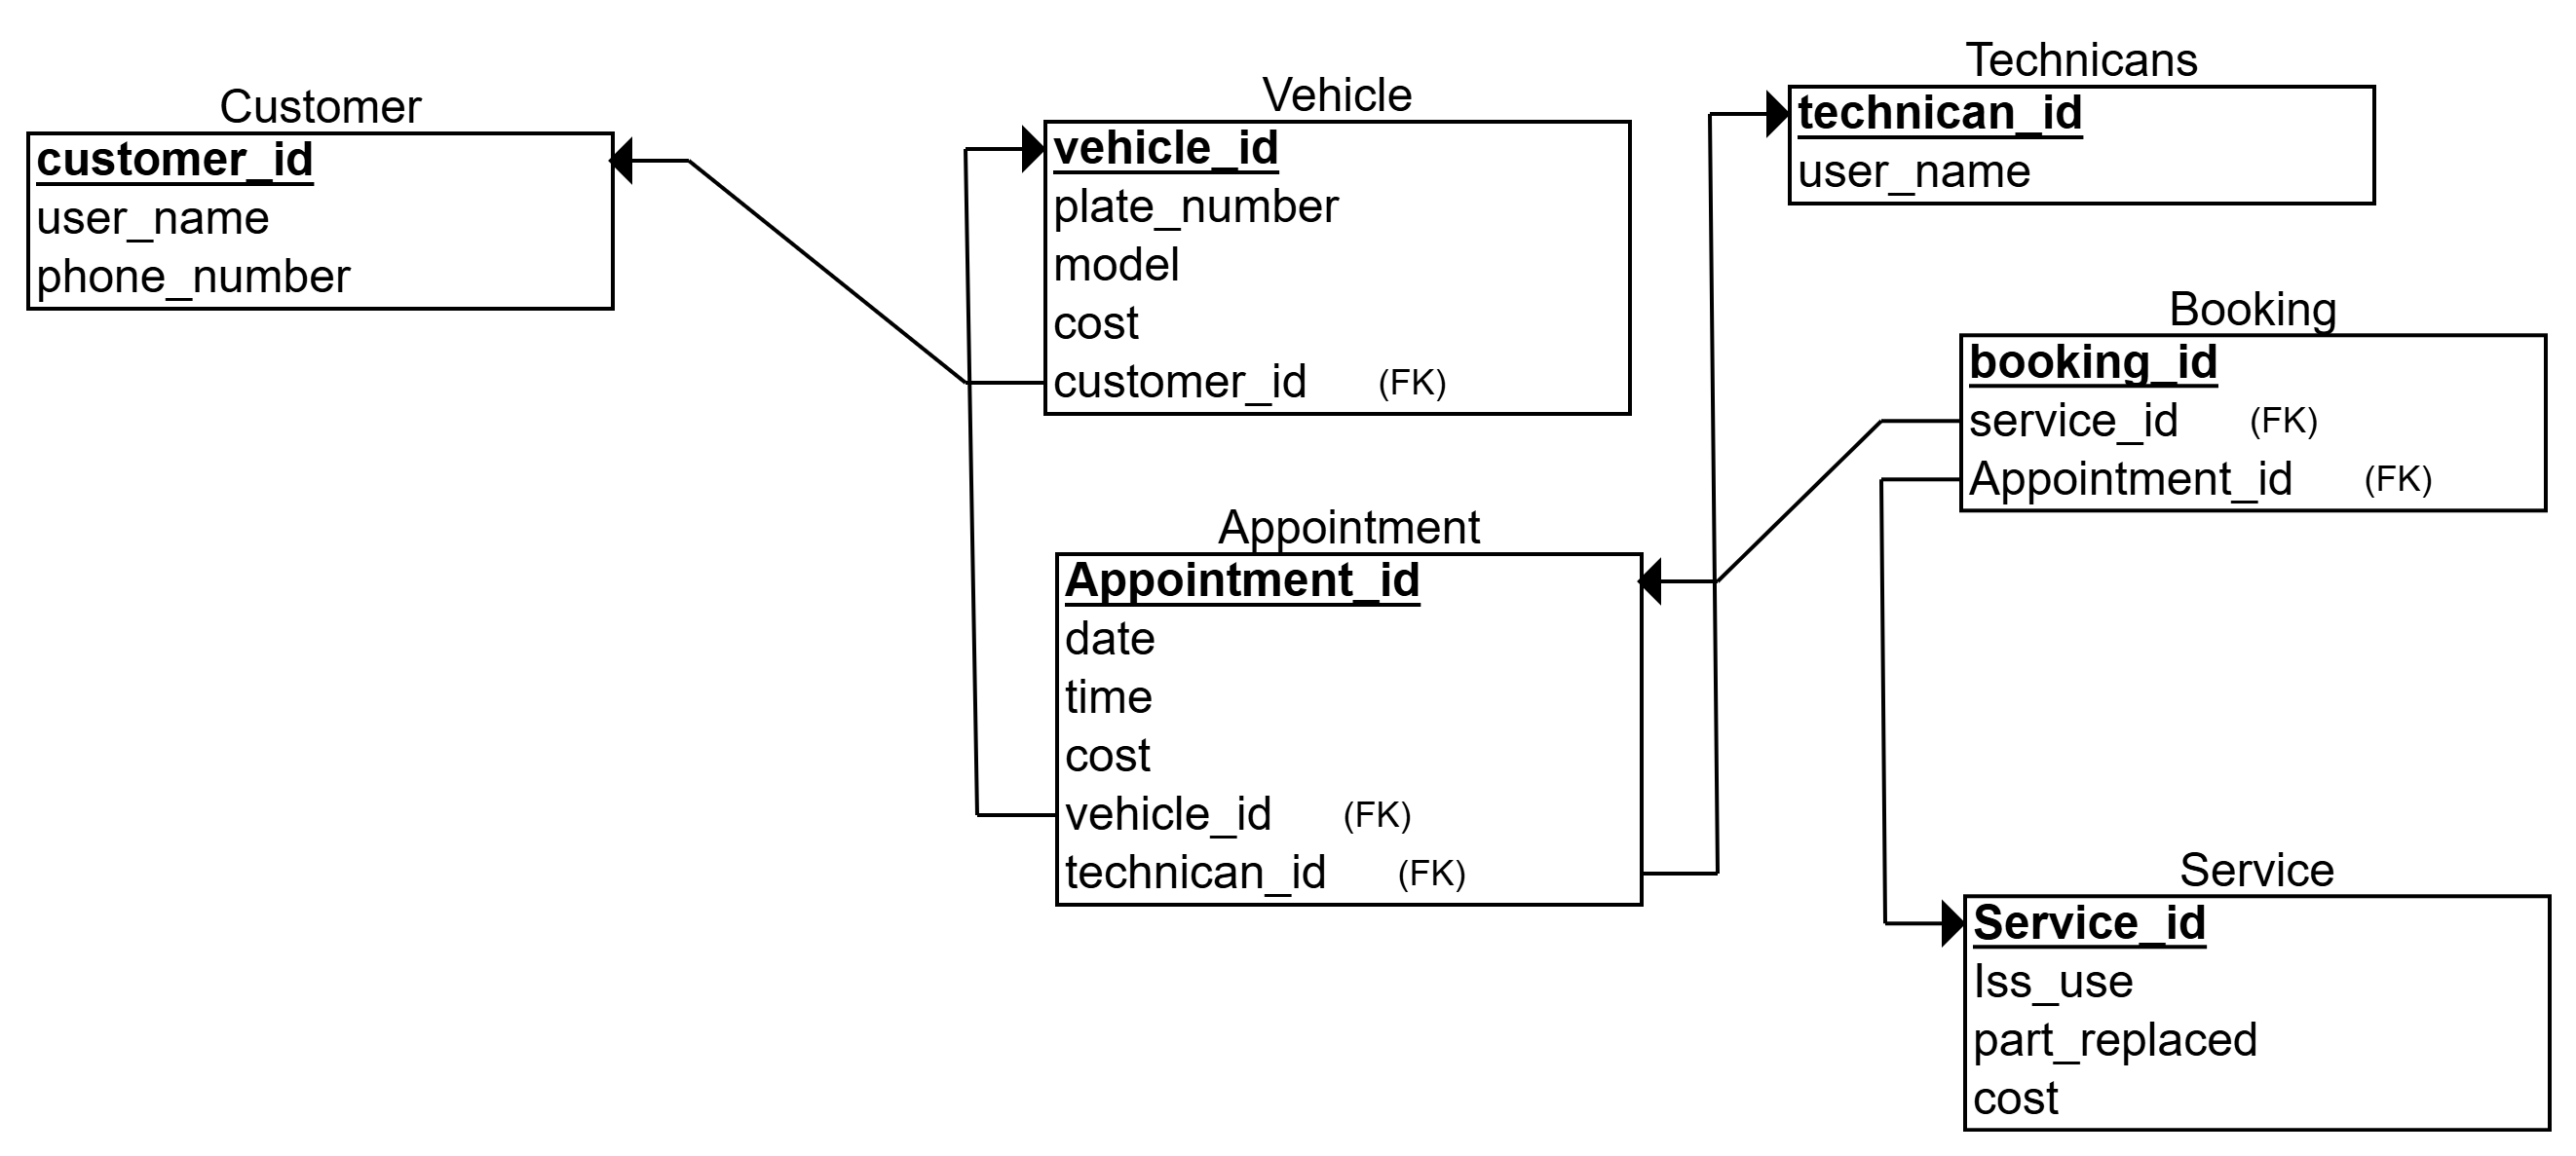 Customer
customer_id
user_name
phone_number
Vehicle
vehicle_id
plate_number
model
cost
customer_id (FK)
Technicans
technican_id
user_name
Booking
booking_id
service_id (FK)
Appointment_id (FK)
Appointment
Appointment_id
date
time
cost
vehicle_id (FK)
technican_id (FK)
Service
Service_id
Iss_use
part_replaced
cost